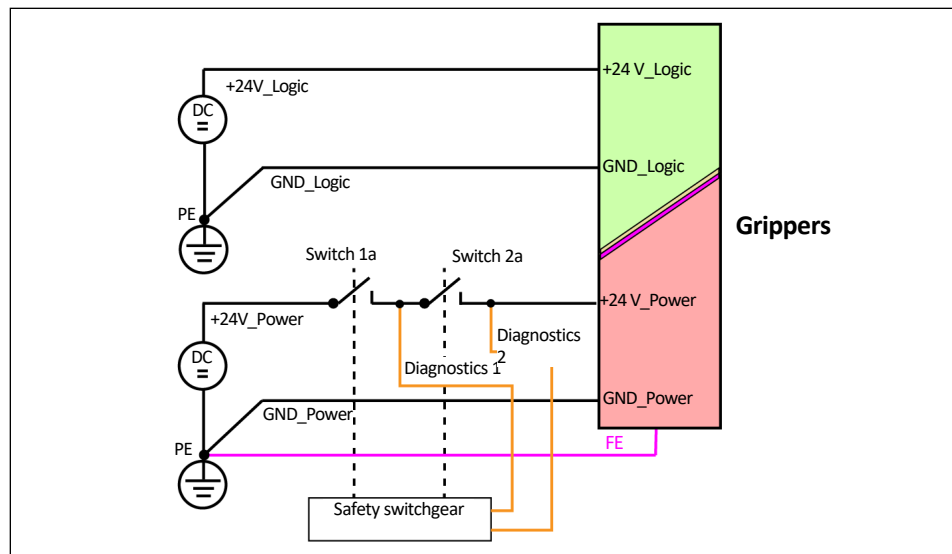 +24 V_Logic
+24V_Logic
DC
=
GND_Logic
GND_Logic
PE
Grippers
Switch 1a
Switch 2a
+24 V_Power
+24V_Power
Diagnostics
2
DC
=
Diagnostics 1
GND_Power
GND_Power
FE
PE
Safety switchgear